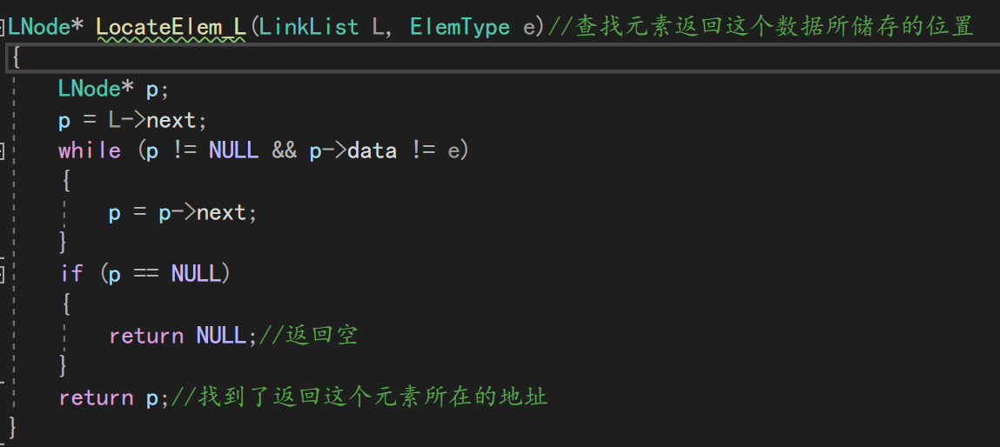 LNode* LocateElem_L(LinkList L, ElemType e)//查找元素返回这个数据所储存的位置
{
LNode* p;
p = L->next;
while (p != NULL && p->data != e)
{
p = p->next;
}
if (p == NULL)
{
return NULL;//返回空
}
return p;//找到了返回这个元素所在的地址
}